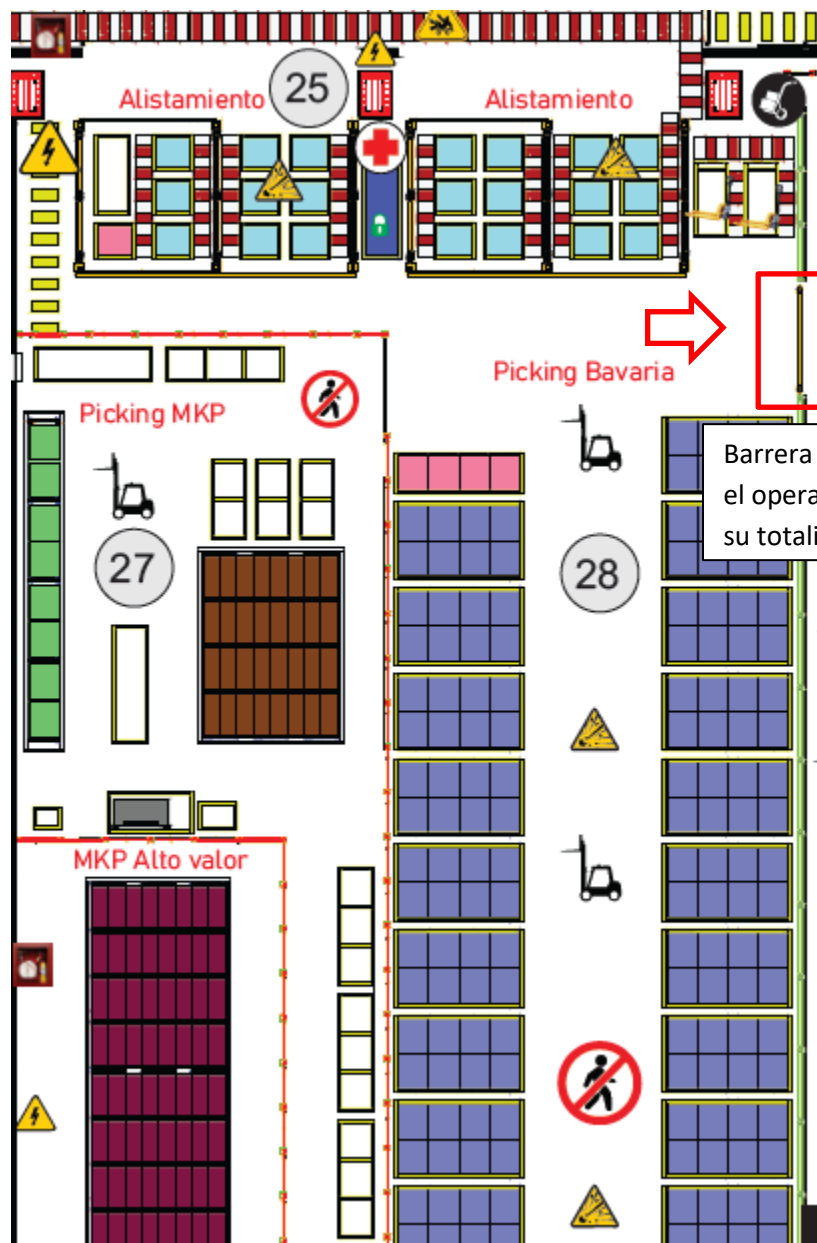 Alistamiento
25
Alistamiento
Picking Bavaria
Picking MKP
Barrera
el opera
su totali
27
28
MKP Alto valor